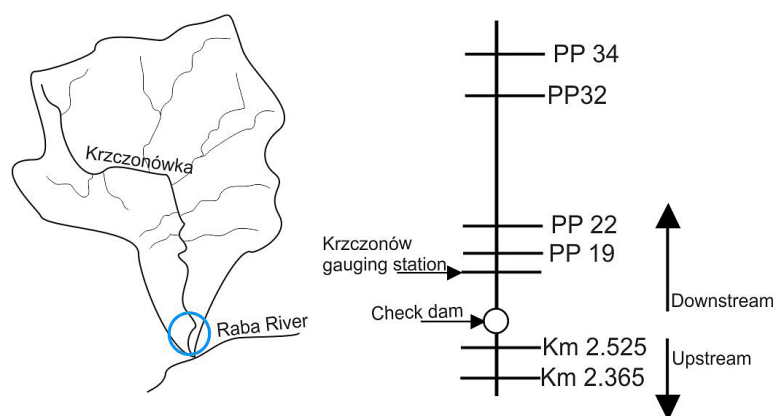 Krzczonówka
Raba River
PP 34
PP32
PP 22
PP 19
Krzczonów
gauging station
Check dam
Km 2.525
Km 2.365
Downstream
Upstream